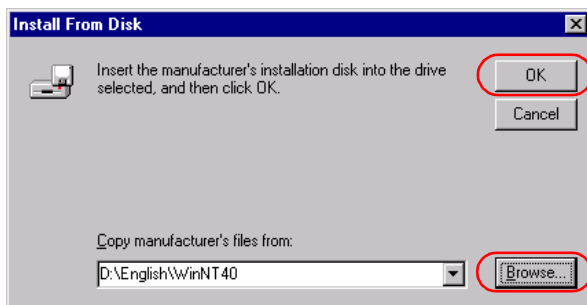 Install From Disk
Insert the manufacturer's installation disk into the drive
selected, and then click OK.
OK
Cancel
Copy manufacturer's files from:
D:\English\WinNT40
Browse...